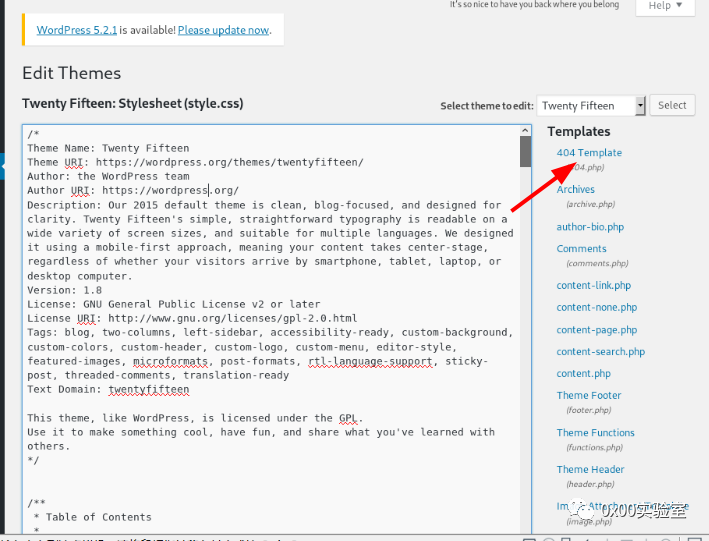 It's so nice to have you back where you belong
Help ▼
WordPress 5.2.1 is available! Please update now.
Edit Themes
Twenty Fifteen: Stylesheet (style.css)
Select theme to edit: Twenty Fifteen Select
/*
Theme Name: Twenty Fifteen
Theme URI: https://wordpress.org/themes/twentyfifteen/
Author: the WordPress team
Author URI: https://wordpress.org/
Description: Our 2015 default theme is clean, blog-focused, and designed for
clarity. Twenty Fifteen's simple, straightforward typography is readable on a
wide variety of screen sizes, and suitable for multiple languages. We designed
it using a mobile-first approach, meaning your content takes center-stage,
regardless of whether your visitors arrive by smartphone, tablet, laptop, or
desktop computer.
Version: 1.8
License: GNU General Public License v2 or later
License URI: http://www.gnu.org/licenses/gpl-2.0.html
Tags: blog, two-columns, left-sidebar, accessibility-ready, custom-background,
custom-colors, custom-header, custom-logo, custom-menu, editor-style,
featured-images, microformats, post-formats, rtl-language-support, sticky-
post, threaded-comments, translation-ready
Text Domain: twentyfifteen
This theme, like WordPress, is licensed under the GPL.
Use it to make something cool, have fun, and share what you've learned with
others.
*/
/**
* Table of Contents
*
Templates
404 Template
04.php)
Archives
(archive.php)
author-bio.php
Comments
(comments.php)
content-link.php
content-none.php
content-page.php
content-search.php
content.php
Theme Footer
(footer.php)
Theme Functions
(functions.php)
Theme Header
(header.php)
(image.php)
0x00实验室